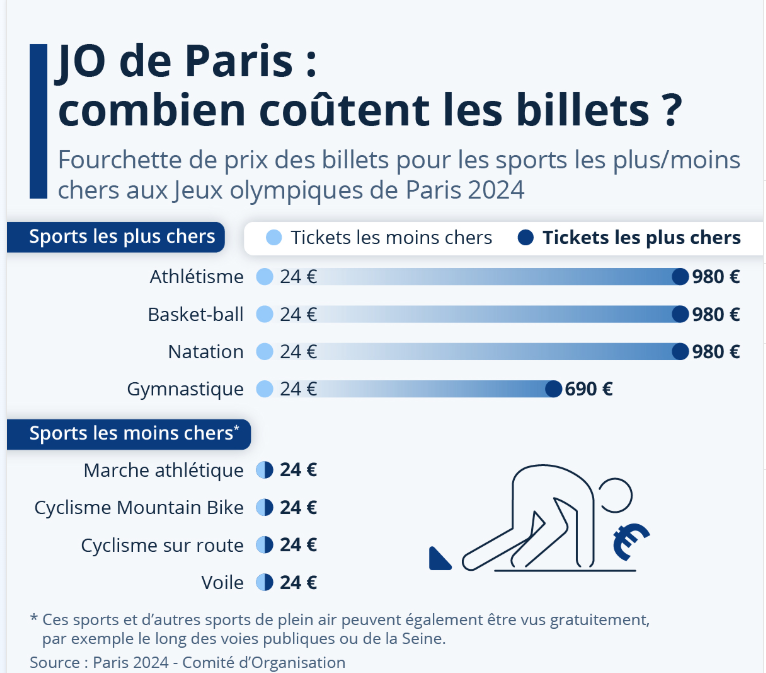 JO de Paris :
combien coûtent les billets ?
Fourchette de prix des billets pour les sports les plus/moins
chers aux Jeux olympiques de Paris 2024
Sports les plus chers
Tickets les moins chers Tickets les plus chers
Athlétisme 24 € 980 €
Basket-ball 24 € 980 €
Natation 24 € 980 €
Gymnastique 24 € 690 €
Sports les moins chers*
Marche athlétique 24 €
Cyclisme Mountain Bike 24 €
Cyclisme sur route 24 €
Voile 24 €
€
* Ces sports et d’autres sports de plein air peuvent également être vus gratuitement,
par exemple le long des voies publiques ou de la Seine.
Source : Paris 2024 - Comité d’Organisation